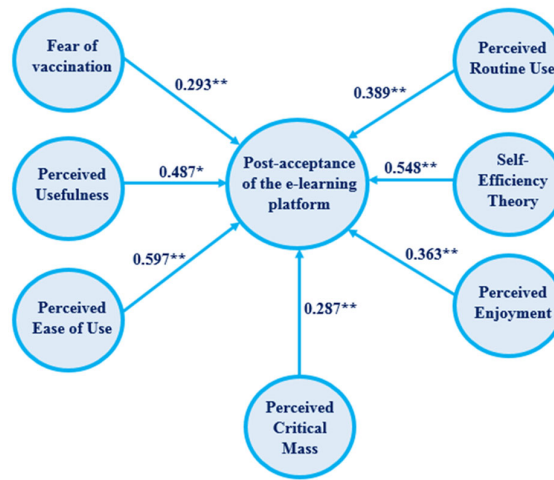 Fear of
vaccination
Perceived
Routine Use
0.293**
0.389**
Perceived
Usefulness
0.487*
Post-acceptance
of the e-learning
platform
0.548**
Self-
Efficiency
Theory
0.597**
0.363**
Perceived
Ease of Use
Perceived
Enjoyment
0.287**
Perceived
Critical
Mass